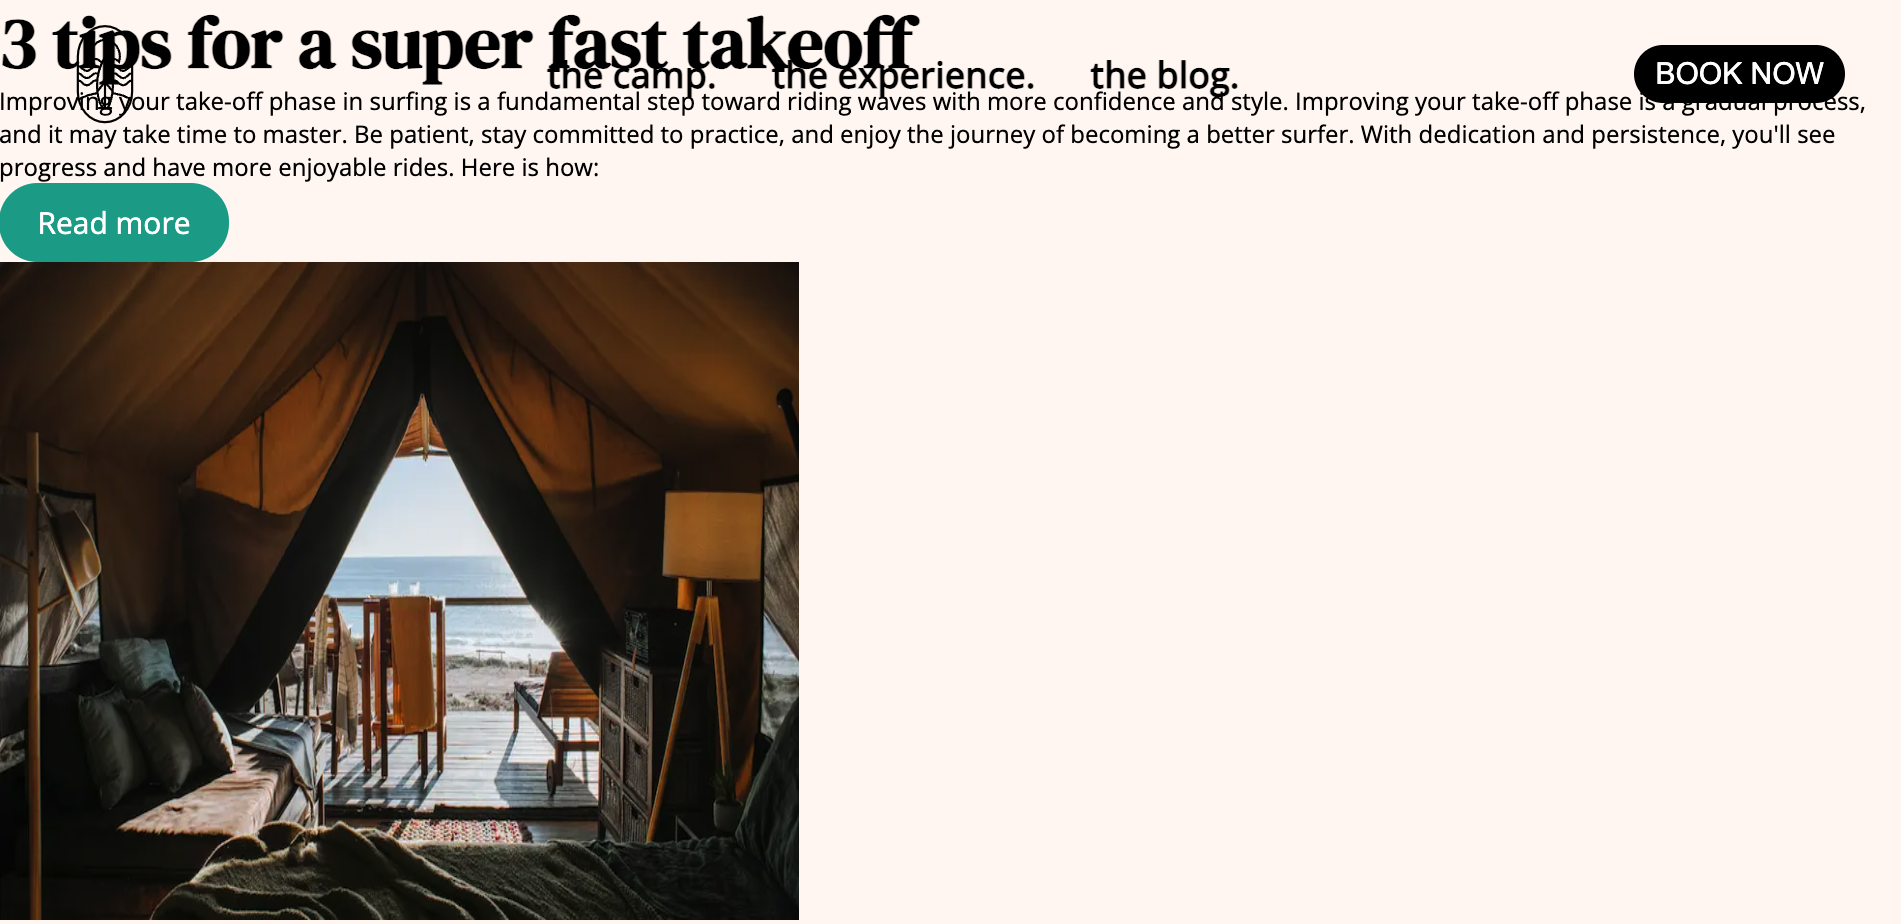 3 tips for a super fast takeoff
the camp. the experience. the blog. BOOK NOW
Improving your take-off phase in surfing is a fundamental step toward riding waves with more confidence and style. Improving your take-off phase is a gradual process,
and it may take time to master. Be patient, stay committed to practice, and enjoy the journey of becoming a better surfer. With dedication and persistence, you'll see
progress and have more enjoyable rides. Here is how:
Read more